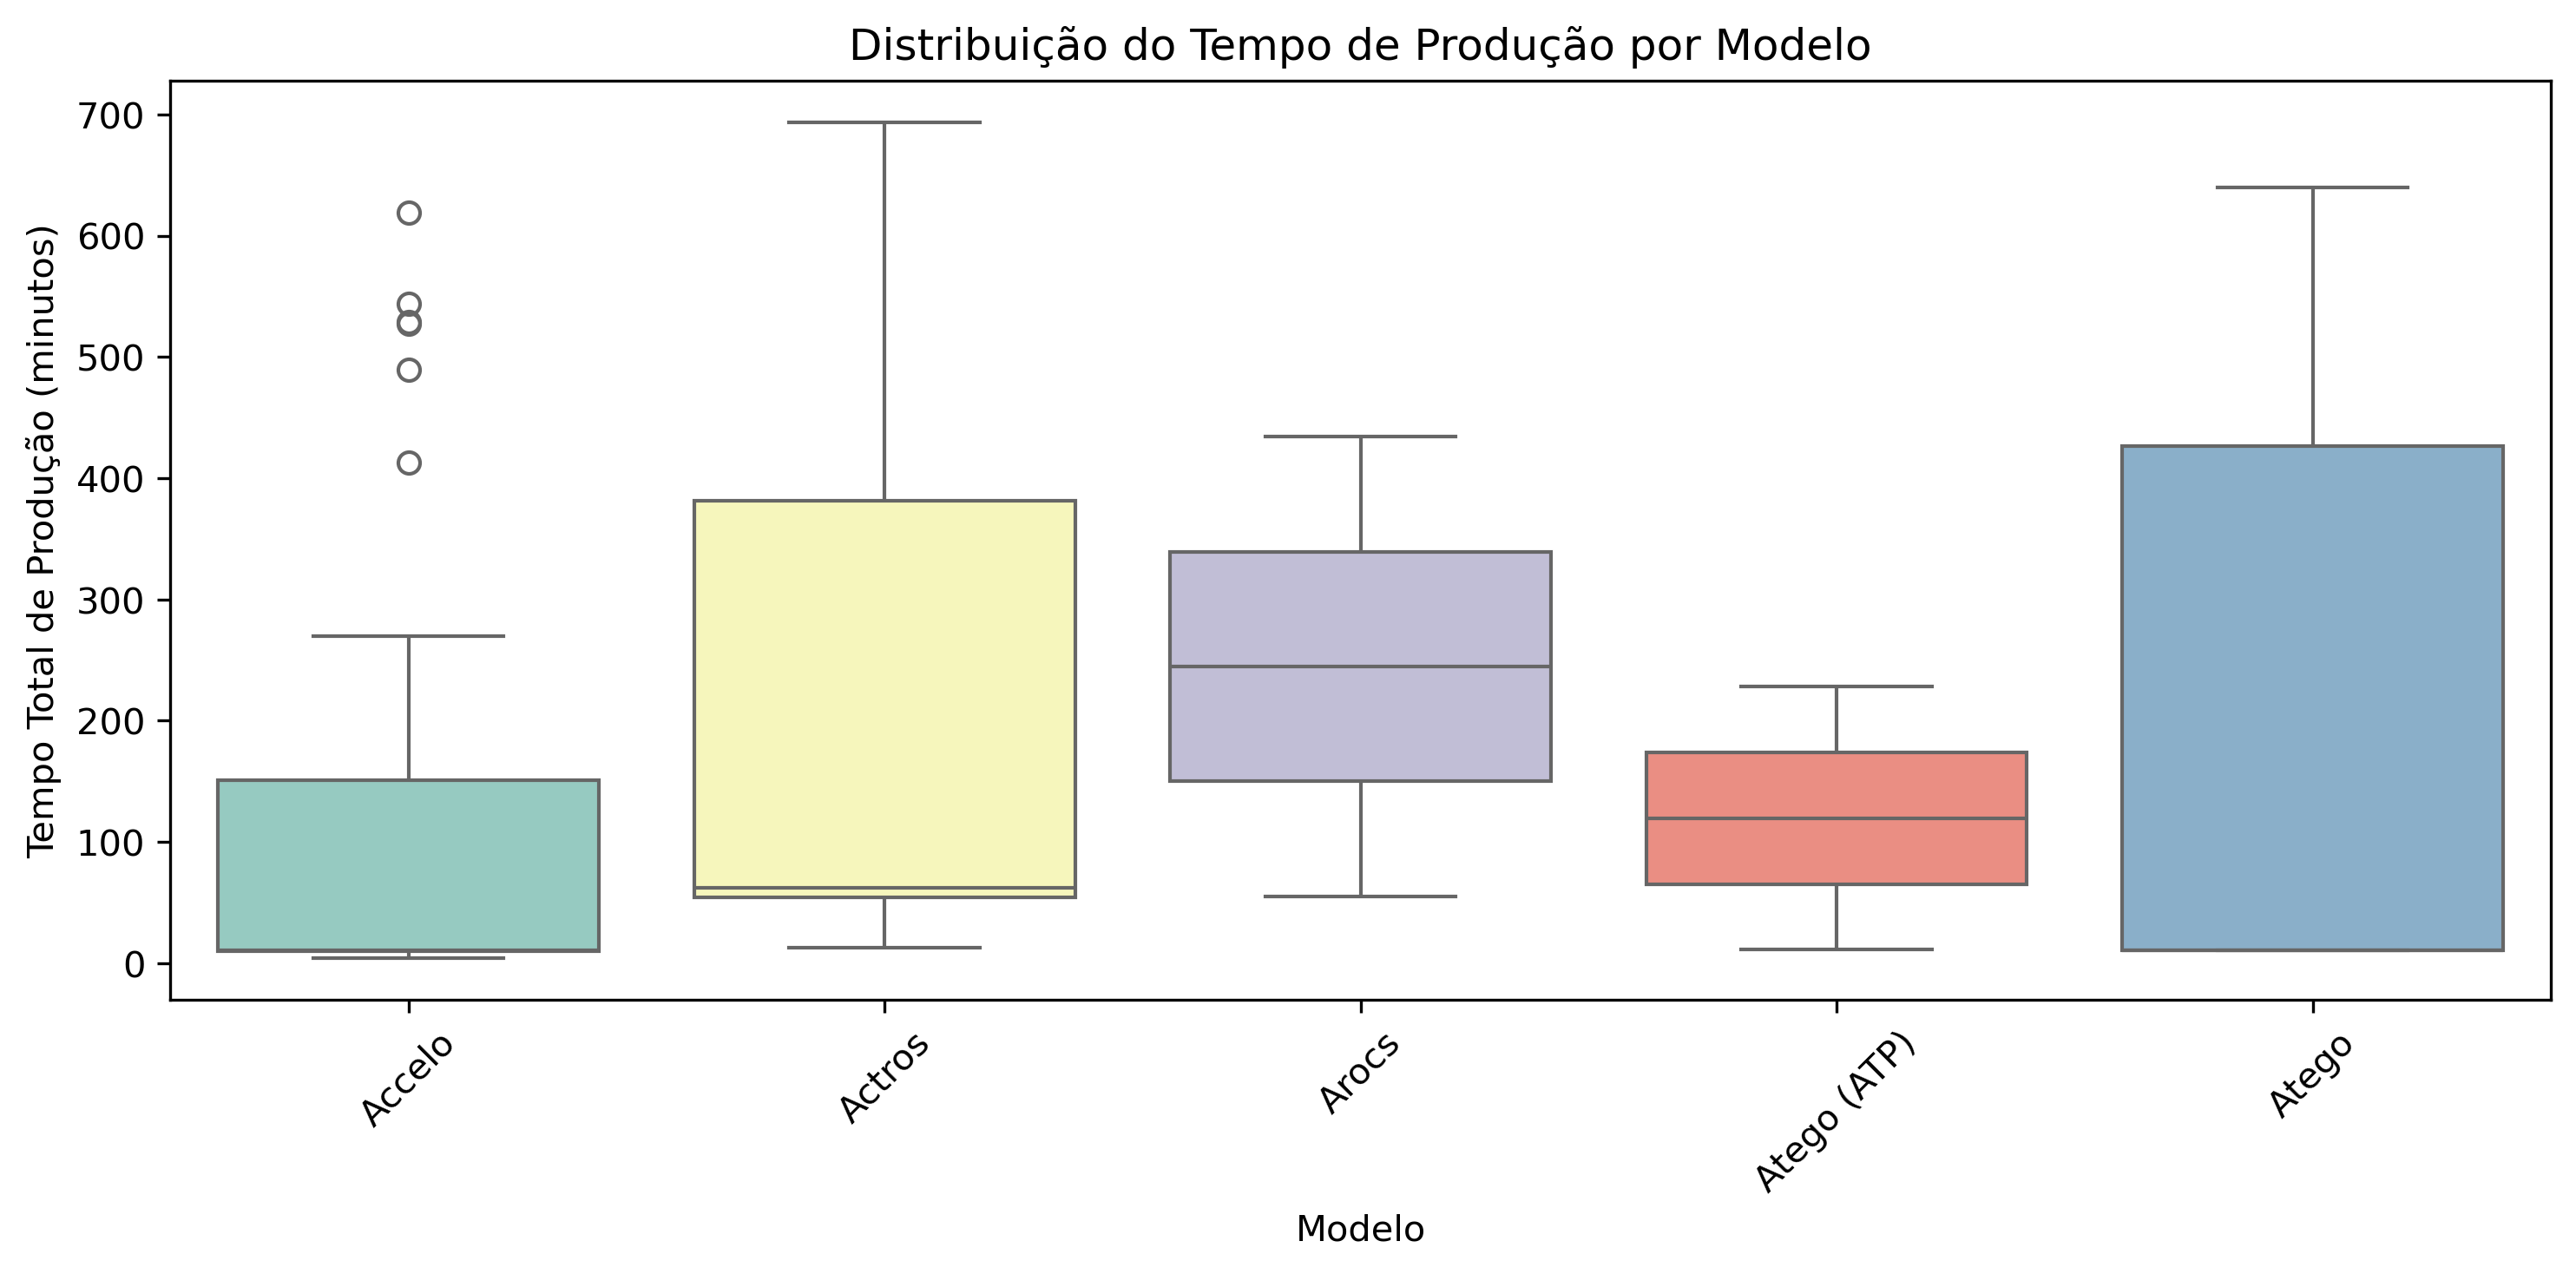 Distribuição do Tempo de Produção por Modelo
Tempo Total de Produção (minutos)
700
600
500
400
300
200
100
0
Accelo
Actros
Arocs
Atego (ATP)
Atego
Modelo